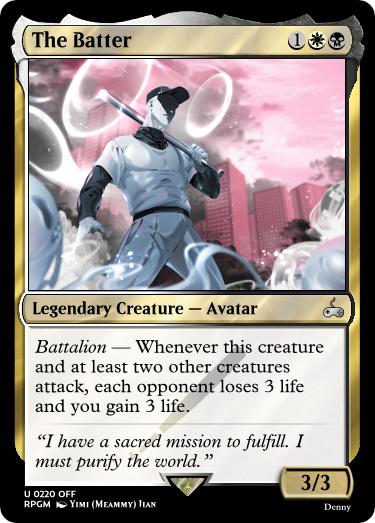 The Batter 1
Legendary Creature — Avatar
Battalion — Whenever this creature
and at least two other creatures
attack, each opponent loses 3 life
and you gain 3 life.
“I have a sacred mission to fulfill. I
must purify the world.”
3/3
U 0220 OFF
RPGM Yimi (Meammy) Jian
Denny